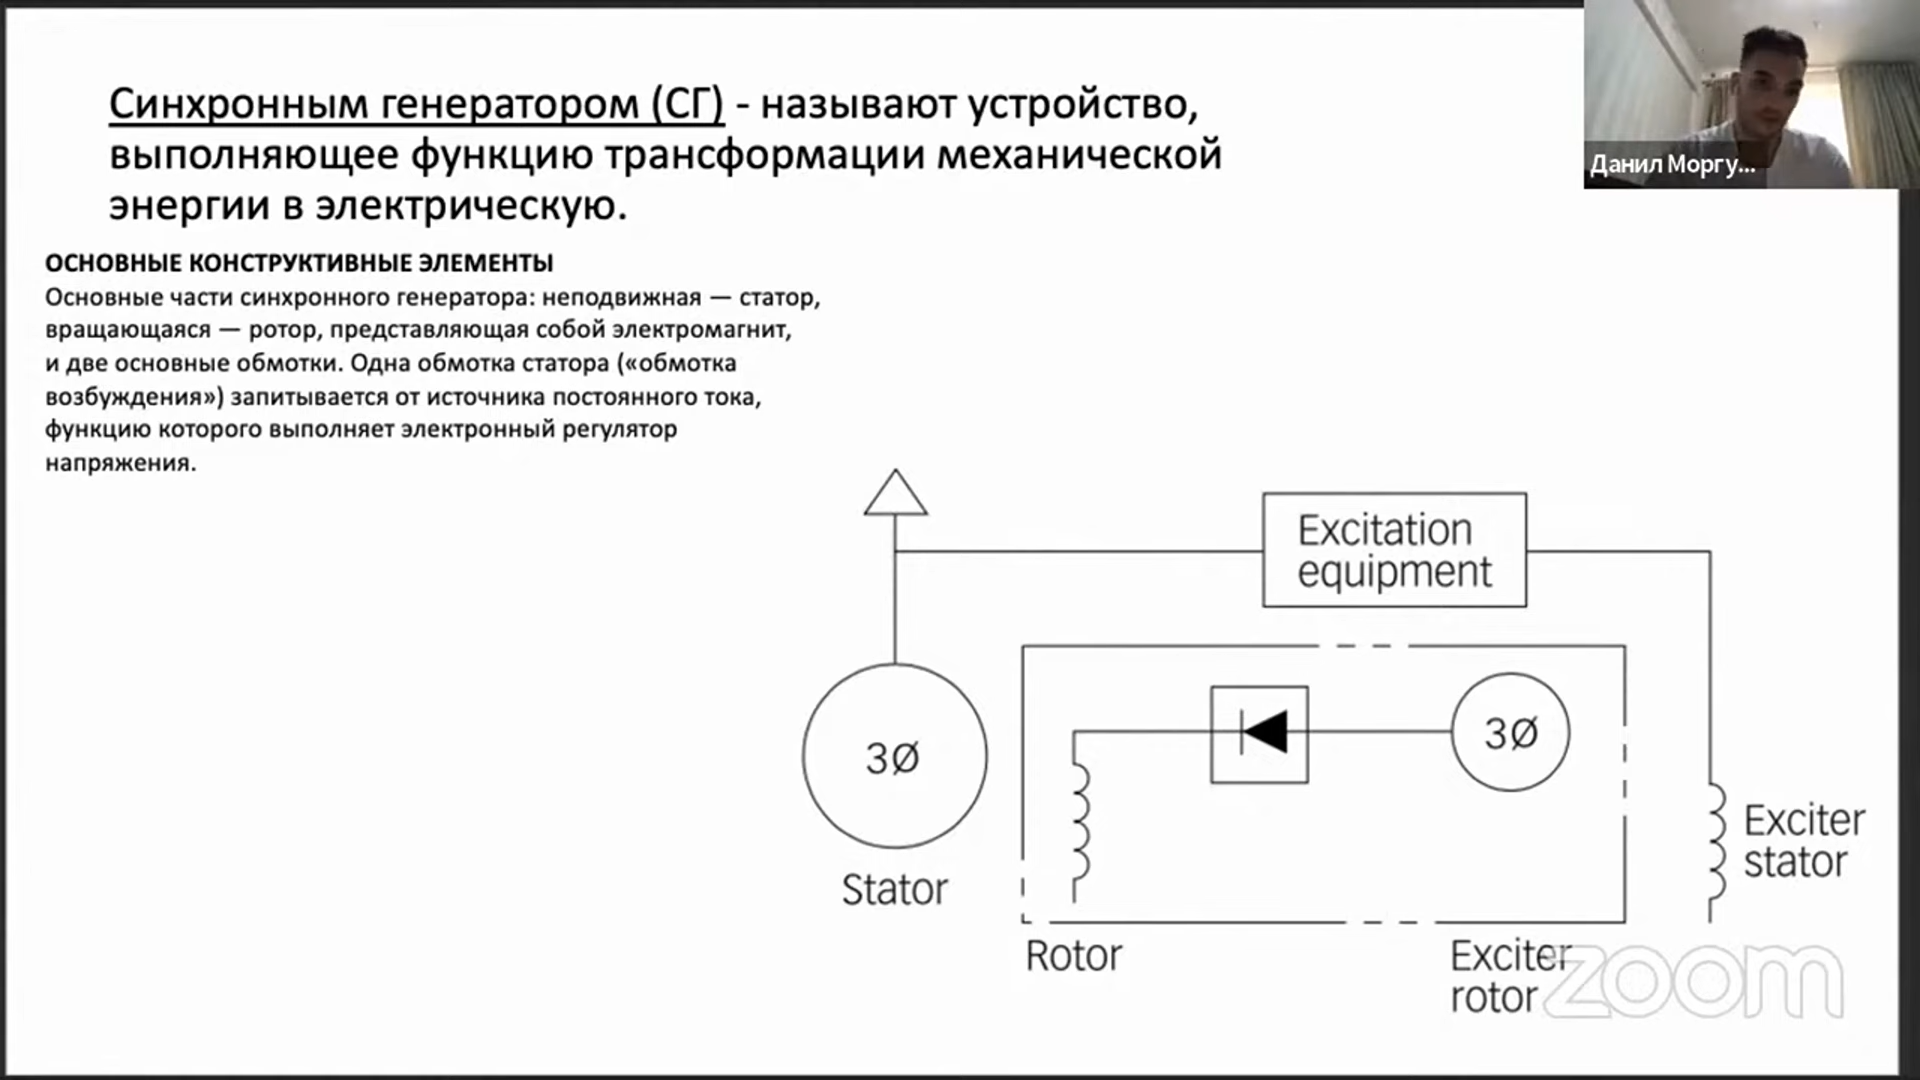 Синхронным генератором (СГ) - называют устройство,
выполняющее функцию трансформации механической
энергии в электрическую.
Данил Моргу...
ОСНОВНЫЕ КОНСТРУКТИВНЫЕ ЭЛЕМЕНТЫ
Основные части синхронного генератора: неподвижная — статор,
вращающаяся — ротор, представляющая собой электромагнит,
и две основные обмотки. Одна обмотка статора («обмотка
возбуждения») запитывается от источника постоянного тока,
функцию которого выполняет электронный регулятор
напряжения.
Excitation
equipment
3Ø
3Ø
Stator
Exciter
stator
Rotor
Exciter
rotor
zoom